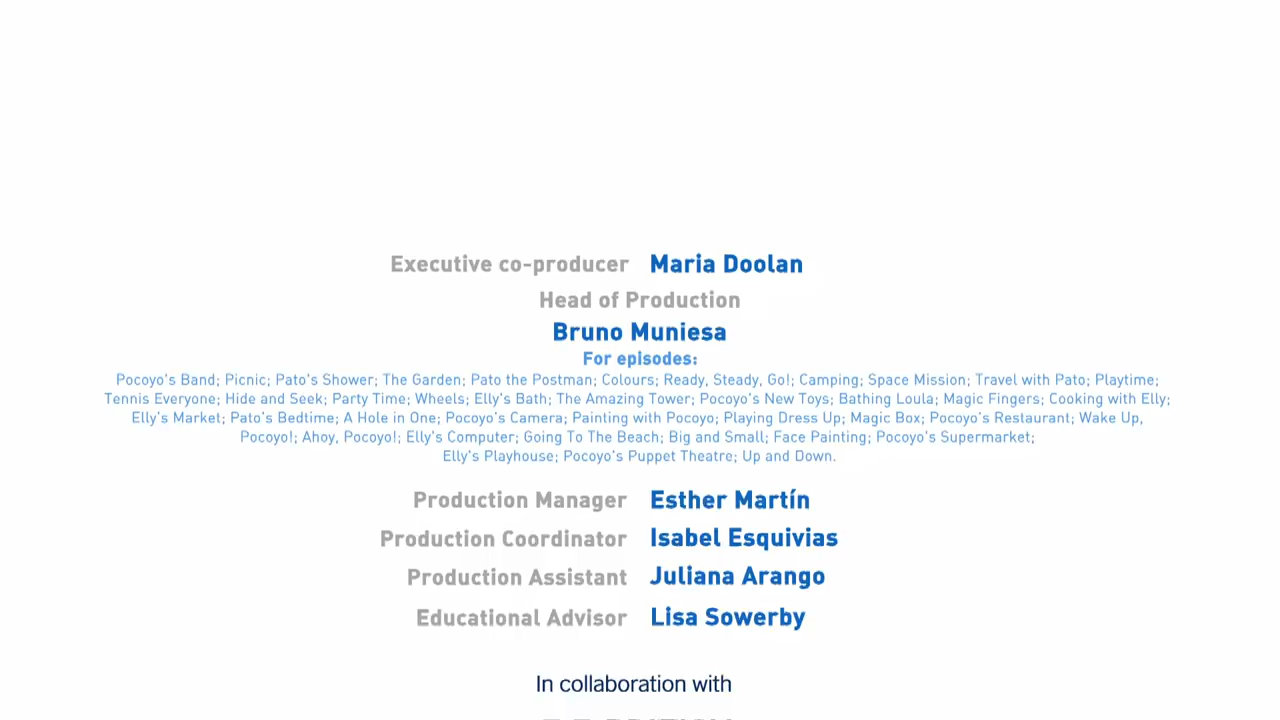 Executive co-producer Maria Doolan
Head of Production
Bruno Muniesa
For episodes:
Pocoyo's Band; Picnic; Pato's Shower; The Garden; Pato the Postman; Colours; Ready, Steady, Go!; Camping; Space Mission; Travel with Pato; Playtime;
Tennis Everyone; Hide and Seek; Party Time; Wheels; Elly's Bath; The Amazing Tower; Pocoyo's New Toys; Bathing Loula; Magic Fingers; Cooking with Elly;
Elly's Market; Pato's Bedtime; A Hole in One; Pocoyo's Camera; Painting with Pocoyo; Playing Dress Up; Magic Box; Pocoyo's Restaurant; Wake Up,
Pocoyo!; Ahoy, Pocoyo!; Elly's Computer; Going To The Beach; Big and Small; Face Painting; Pocoyo's Supermarket;
Elly's Playhouse; Pocoyo's Puppet Theatre; Up and Down.
Production Manager Esther Martín
Production Coordinator Isabel Esquivias
Production Assistant Juliana Arango
Educational Advisor Lisa Sowerby
In collaboration with